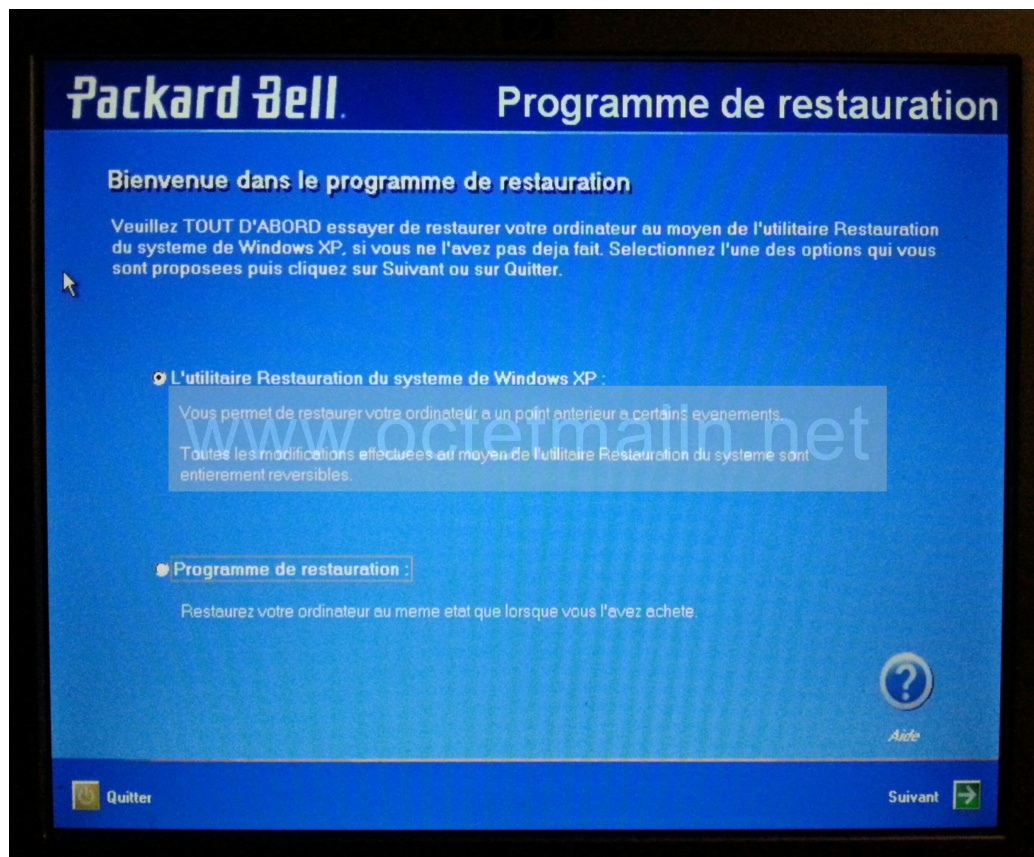 Packard Bell.
Programme de restauration
Bienvenue dans le programme de restauration
Veuillez TOUT D'ABORD essayer de restaurer votre ordinateur au moyen de l'utilitaire Restauration
du systeme de Windows XP, si vous ne l'avez pas deja fait. Selectionnez l'une des options qui vous
sont proposees puis cliquez sur Suivant ou sur Quitter.
L'utilitaire Restauration du systeme de Windows XP :
Vous permet de restaurer votre ordinateur a un point anterieur a certains evenements.
www.octetmalin.net
Toutes les modifications effectuees au moyen de l'utilitaire Restauration du systeme sont
entierement reversibles.
Programme de restauration :
Restaurez votre ordinateur au meme etat que lorsque vous l'avez achete.
Aide
Quitter
Suivant